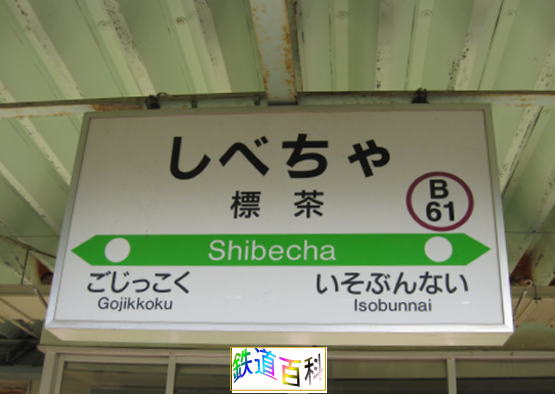 しべちゃ
標茶
B
61
Shibecha
ごじっこく
Gojikkoku
いそぶんない
Isobunnai
鉄道百科